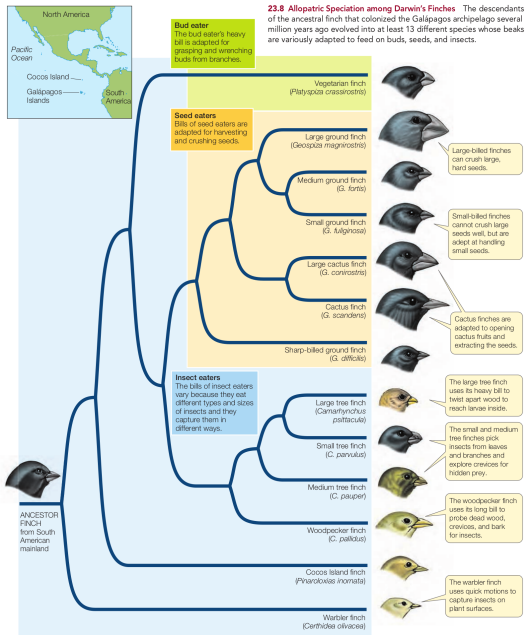 23.8 Allopatric Speciation among Darwin's Finches The descendants
of the ancestral finch that colonized the Galápagos archipelago several
million years ago evolved into at least 13 different species whose beaks
are variously adapted to feed on buds, seeds, and insects.
North America
Pacific
Ocean
Cocos Island
Galápagos
Islands
South
America
Bud eater
The bud eater's heavy
bill is adapted for
grasping and wrenching
buds from branches.
Vegetarian finch
(Platyspiza crassirostris)
Seed eaters
Bills of seed eaters are
adapted for harvesting
and crushing seeds.
Large ground finch
(Geospiza magnirostris)
Large-billed finches
can crush large,
hard seeds.
Medium ground finch
(G. fortis)
Small ground finch
(G. fuliginosa)
Small-billed finches
cannot crush large
seeds well, but are
adept at handling
small seeds.
Large cactus finch
(G. conirostris)
Cactus finch
(G. scandens)
Cactus finches are
adapted to opening
cactus fruits and
extracting the seeds.
Sharp-billed ground finch
(G. difficilis)
Insect eaters
The bills of insect eaters
vary because they eat
different types and sizes
of insects and they
capture them in
different ways.
Large tree finch
(Camarhynchus
psittacula)
The large tree finch
uses its heavy bill to
twist apart wood to
reach larvae inside.
Small tree finch
(C. parvulus)
The small and medium
tree finches pick
insects from leaves
and branches and
explore crevices for
hidden prey.
Medium tree finch
(C. pauper)
Woodpecker finch
(C. pallidus)
The woodpecker finch
uses its long bill to
probe dead wood,
crevices, and bark
for insects.
ANCESTOR
FINCH
from South
American
mainland
Cocos Island finch
(Pinaroloxias inornata)
The warbler finch
uses quick motions to
capture insects on
plant surfaces.
Warbler finch
(Certhidea olivacea)